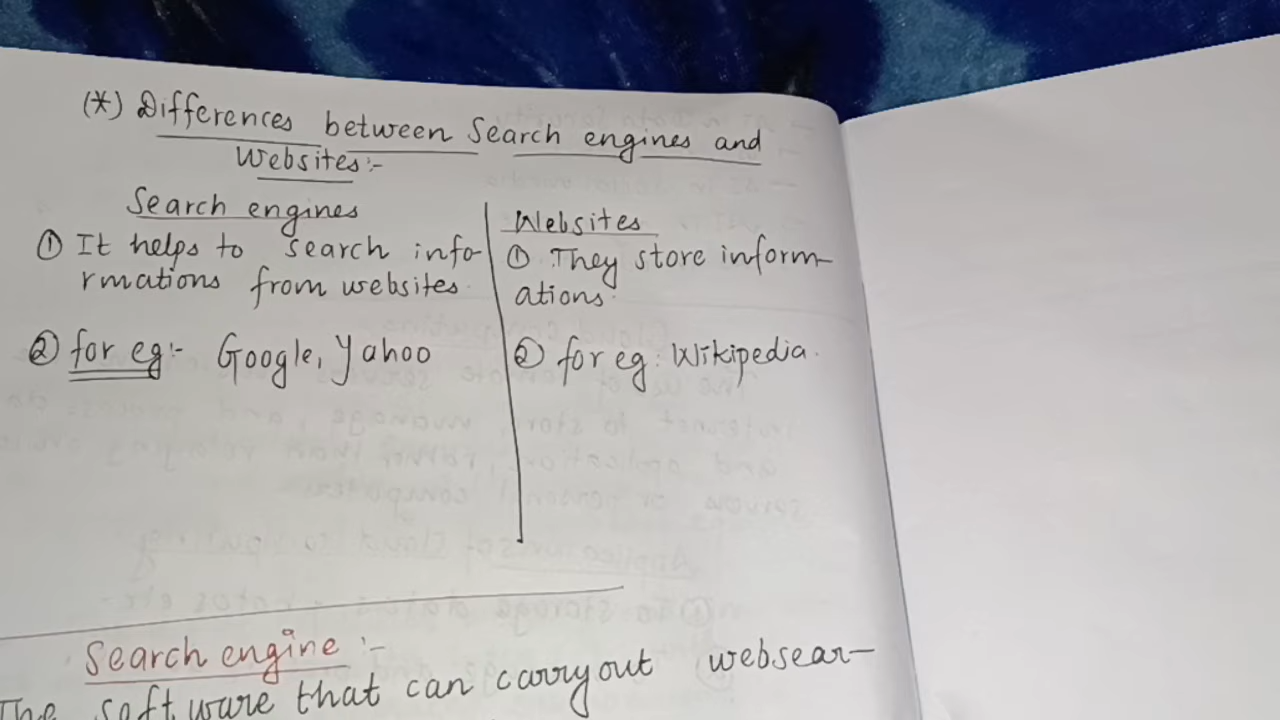 (*) Differences between Search engines and
Websites:-
Search engines
① It helps to search info
rmations from websites.
② for eg:- Google, Yahoo
Websites
① They store inform-
ations.
② for eg: Wikipedia.
Search engine :-
The software that can carryout websear-